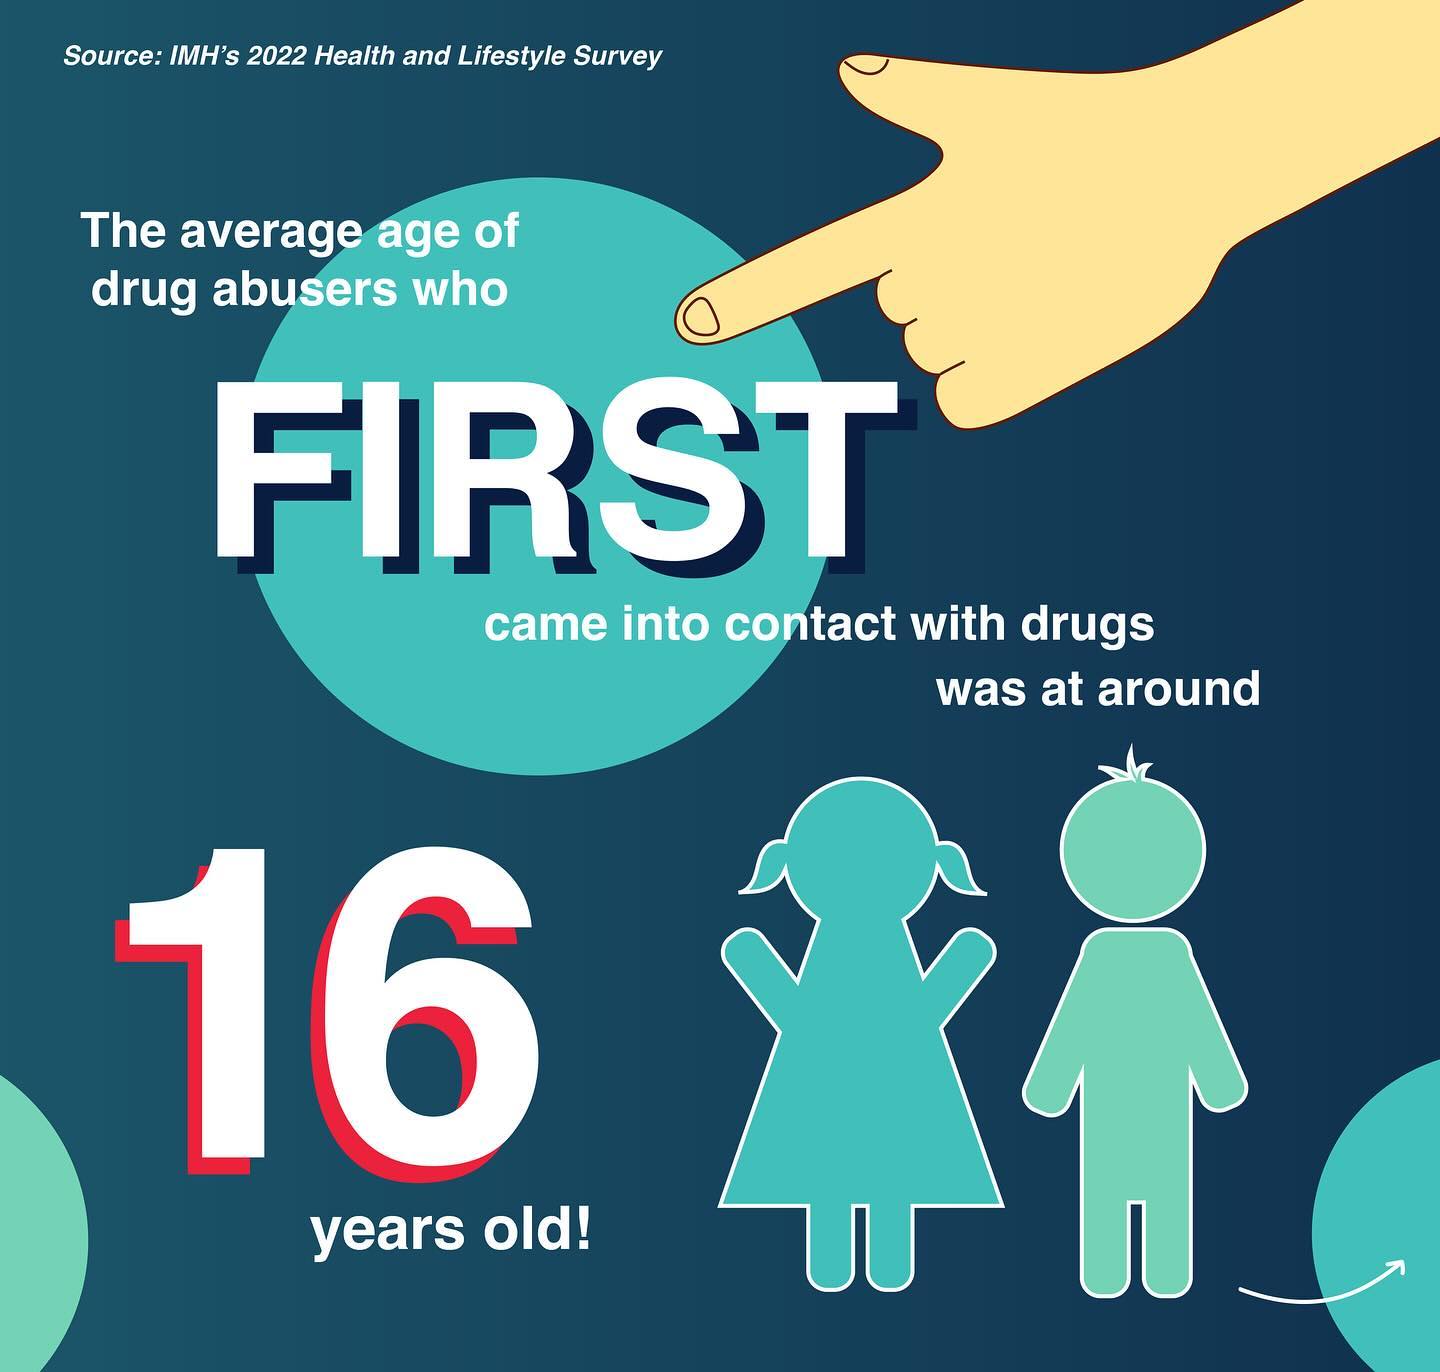 Source: IMH's 2022 Health and Lifestyle Survey
The average age of
drug abusers who
FIRST
came into contact with drugs
was at around
16
years old!